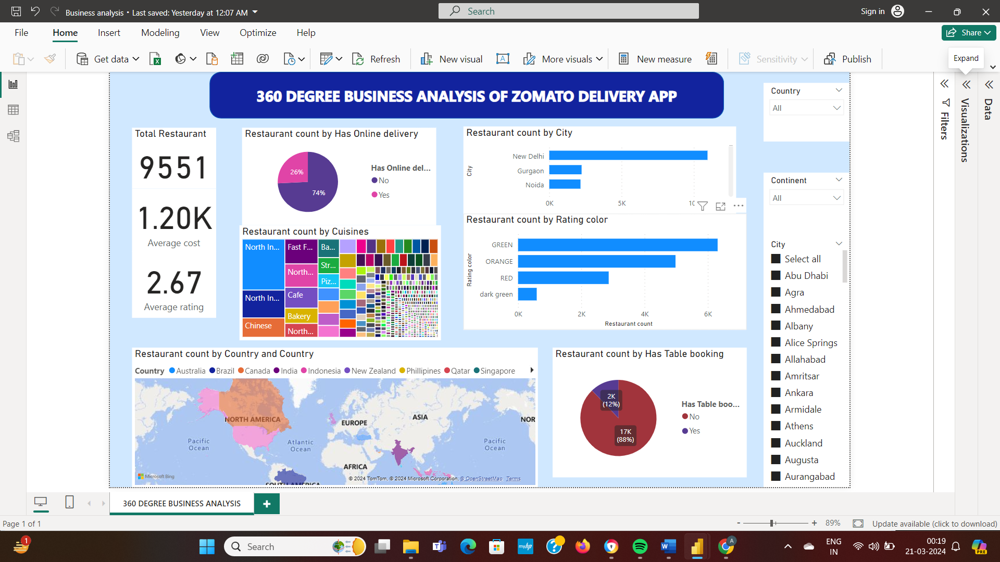 Business analysis • Last saved: Yesterday at 12:07 AM
Search
Sign in
File Home Insert Modeling View Optimize Help
Share
Get data
Refresh
New visual
More visuals
New measure
Sensitivity
Publish
Expand
360 DEGREE BUSINESS ANALYSIS OF ZOMATO DELIVERY APP
Total Restaurant
9551
1.20K
Average cost
2.67
Average rating
Restaurant count by Has Online delivery
26%
74%
Has Online del...
No
Yes
Restaurant count by City
City
New Delhi
Gurgaon
Noida
0K 5K 10
Restaurant count by Cuisines
North In...
North In...
Chinese
Fast F...
North...
Cafe
Bakery
North...
Ba...
Str...
Piz...
Restaurant count by Rating color
Rating color
GREEN
ORANGE
RED
dark green
0K 2K 4K 6K
Restaurant count
Restaurant count by Country and Country
Country Australia Brazil Canada India Indonesia New Zealand Phillipines Qatar Singapore
NORTH AMERICA
EUROPE
ASIA
NOR
Pacific
Ocean
Atlantic
Ocean
Pacific
Ocean
AFRICA
SOUTH AMERICA
Microsoft Bing
© 2024 TomTom, © 2024 Microsoft Corporation, © OpenStreetMap Terms
Restaurant count by Has Table booking
2K
(12%)
17K
(88%)
Has Table boo...
No
Yes
Country
All
Continent
All
City
Select all
Abu Dhabi
Agra
Ahmedabad
Albany
Alice Springs
Allahabad
Amritsar
Ankara
Armidale
Athens
Auckland
Augusta
Aurangabad
Filters
Visualizations
Data
360 DEGREE BUSINESS ANALYSIS
Page 1 of 1
- + 89%
Update available (click to download)
1
Search
myhp
A
ENG
IN
00:19
21-03-2024
PRE